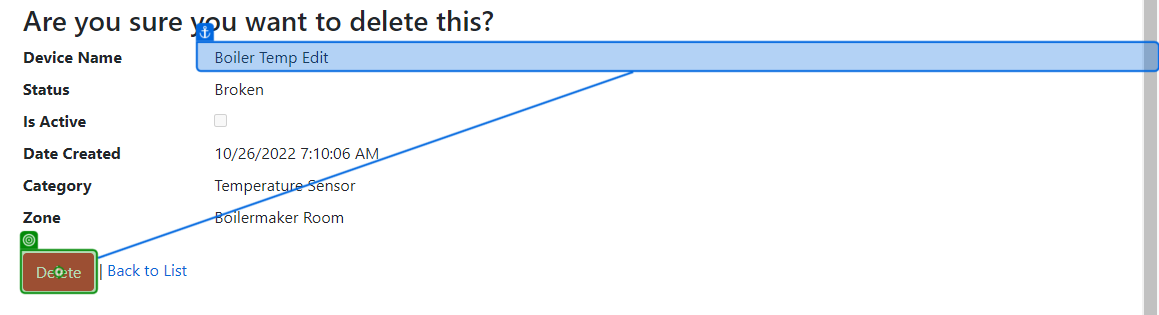 Are you sure you want to delete this?
Device Name Boiler Temp Edit
Status Broken
Is Active
Date Created 10/26/2022 7:10:06 AM
Category Temperature Sensor
Zone Boilermaker Room
Delete | Back to List